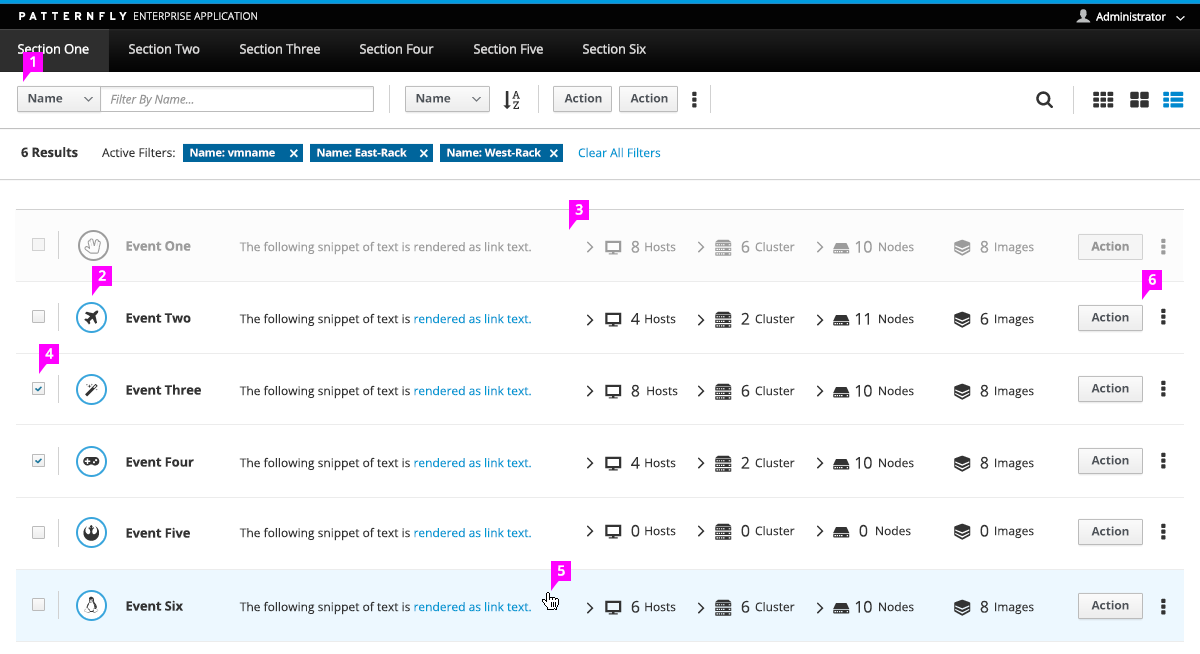 PATTERNFLY ENTERPRISE APPLICATION Administrator
Section One Section Two Section Three Section Four Section Five Section Six
1
Name Filter By Name... Name A Z Action Action
6 Results Active Filters: Name: vmname × Name: East-Rack × Name: West-Rack × Clear All Filters
3
Event One The following snippet of text is rendered as link text. 8 Hosts 6 Cluster 10 Nodes 8 Images Action
2 6
Event Two The following snippet of text is rendered as link text. 4 Hosts 2 Cluster 11 Nodes 6 Images Action
4
Event Three The following snippet of text is rendered as link text. 8 Hosts 6 Cluster 10 Nodes 8 Images Action
Event Four The following snippet of text is rendered as link text. 4 Hosts 2 Cluster 10 Nodes 8 Images Action
Event Five The following snippet of text is rendered as link text. 0 Hosts 0 Cluster 0 Nodes 0 Images Action
5
Event Six The following snippet of text is rendered as link text. 6 Hosts 6 Cluster 10 Nodes 8 Images Action